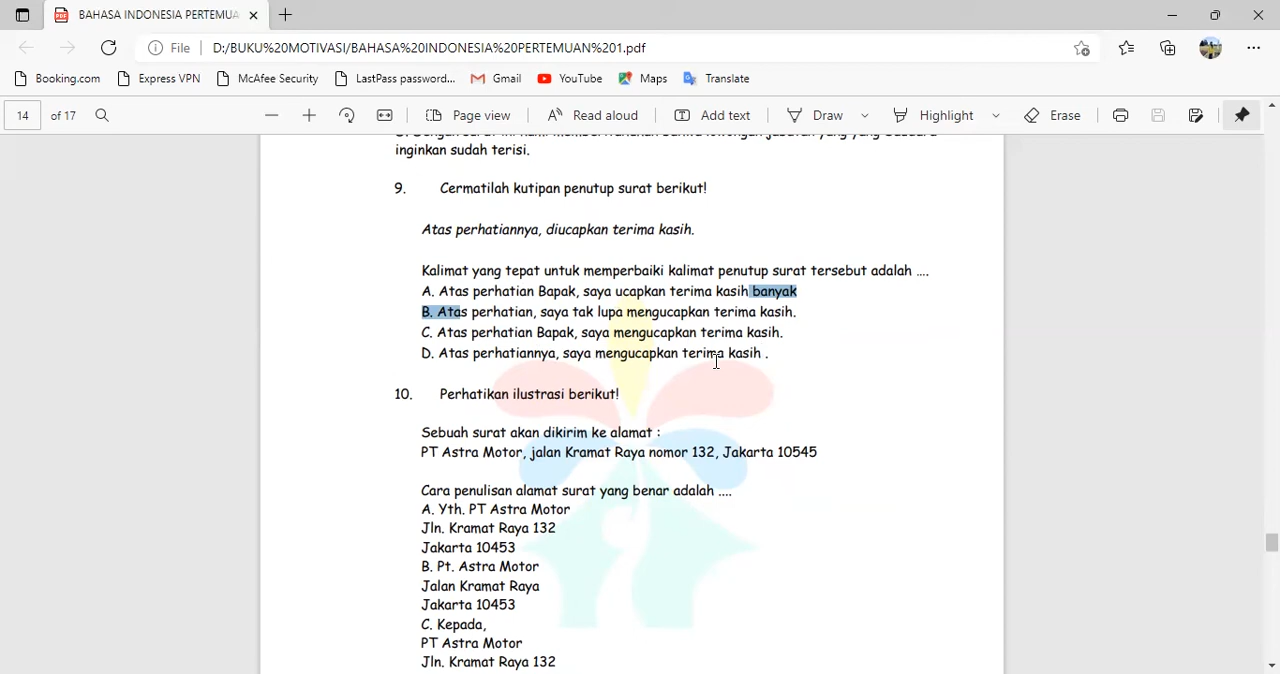 BAHASA INDONESIA PERTEMUA
File D:/BUKU%20MOTIVASI/BAHASA%20INDONESIA%20PERTEMUAN%201.pdf
Booking.com Express VPN McAfee Security LastPass password... Gmail YouTube Maps Translate
14 of 17 Page view Read aloud Add text Draw Highlight Erase
inginkan sudah terisi.
9. Cermatilah kutipan penutup surat berikut!
Atas perhatiannya, diucapkan terima kasih.
Kalimat yang tepat untuk memperbaiki kalimat penutup surat tersebut adalah ....
A. Atas perhatian Bapak, saya ucapkan terima kasih banyak
B. Atas perhatian, saya tak lupa mengucapkan terima kasih.
C. Atas perhatian Bapak, saya mengucapkan terima kasih.
D. Atas perhatiannya, saya mengucapkan terima kasih .
10. Perhatikan ilustrasi berikut!
Sebuah surat akan dikirim ke alamat :
PT Astra Motor, jalan Kramat Raya nomor 132, Jakarta 10545
Cara penulisan alamat surat yang benar adalah ....
A. Yth. PT Astra Motor
Jln. Kramat Raya 132
Jakarta 10453
B. Pt. Astra Motor
Jalan Kramat Raya
Jakarta 10453
C. Kepada,
PT Astra Motor
Jln. Kramat Raya 132